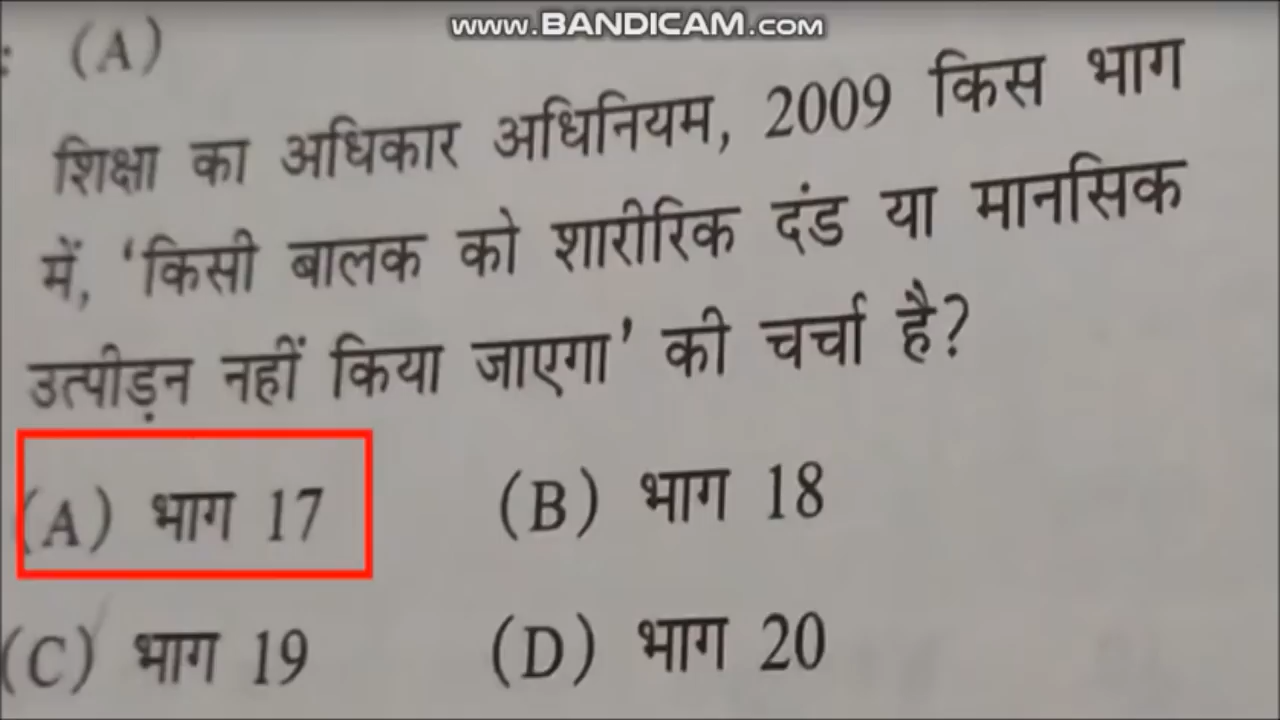 www.BANDICAM.com
: (A)
शिक्षा का अधिकार अधिनियम, 2009 किस भाग
में, 'किसी बालक को शारीरिक दंड या मानसिक
उत्पीड़न नहीं किया जाएगा' की चर्चा है?
(A) भाग 17 (B) भाग 18
(C) भाग 19 (D) भाग 20